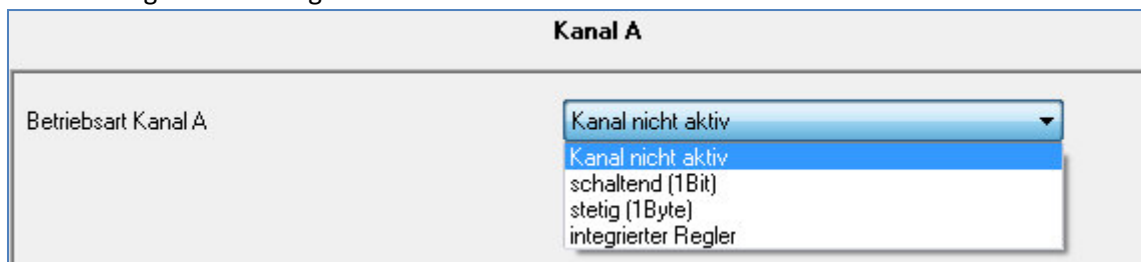 Kanal A
Betriebsart Kanal A
Kanal nicht aktiv
Kanal nicht aktiv
schaltend (1Bit)
stetig (1Byte)
integrierter Regler